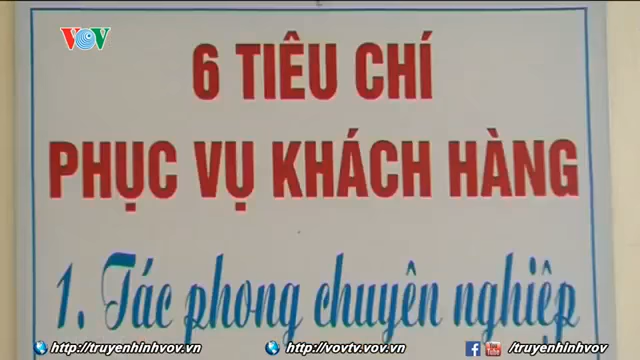 VOV
6 TIÊU CHÍ
PHỤC VỤ KHÁCH HÀNG
1. Tác phong chuyên nghiệp
http://truyenhinhvov.vn http://vovtv.vov.vn /truyenhinhvov